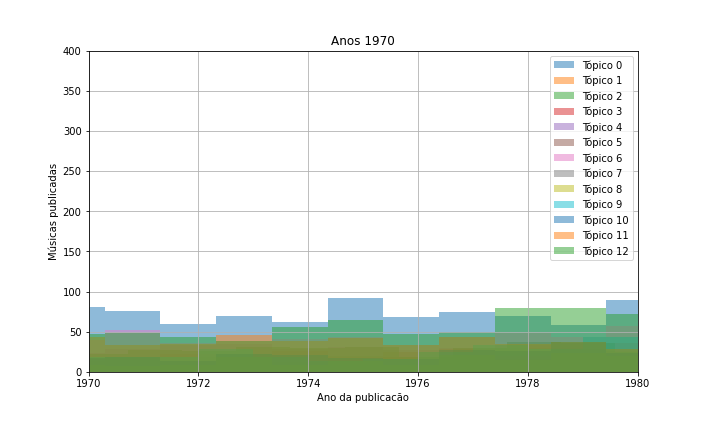 Anos 1970
Músicas publicadas
400
350
300
250
200
150
100
50
0
1970
1972
1974
1976
1978
1980
Ano da publicacão
Tópico 0
Tópico 1
Tópico 2
Tópico 3
Tópico 4
Tópico 5
Tópico 6
Tópico 7
Tópico 8
Tópico 9
Tópico 10
Tópico 11
Tópico 12